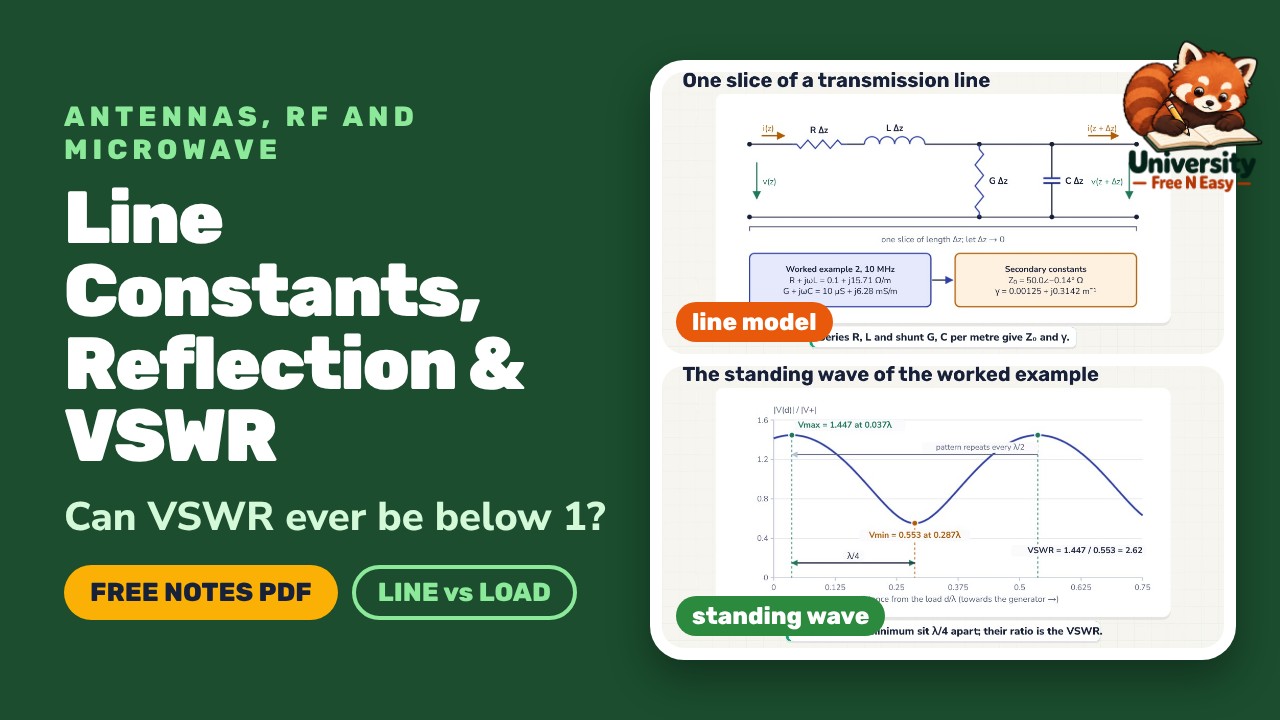 ANTENNAS, RF AND
MICROWAVE
Line
Constants,
Reflection &
VSWR
Can VSWR ever be below 1?
FREE NOTES PDF
LINE vs LOAD
One slice of a transmission line
i(z)
R Δz
L Δz
i(z + Δz)
v(z)
G Δz
C Δz
v(z + Δz)
one slice of length Δz; let Δz → 0
Worked example 2, 10 MHz
R + jωL = 0.1 + j15.71 Ω/m
G + jωC = 10 μS + j6.28 mS/m
Secondary constants
Z₀ = 50.0∠−0.14° Ω
γ = 0.00125 + j0.3142 m⁻¹
line model
Series R, L and shunt G, C per metre give Z₀ and γ.
The standing wave of the worked example
|V(d)| / |V+|
1.6
1.2
0.8
0.4
0
Vmax = 1.447 at 0.037λ
pattern repeats every λ/2
Vmin = 0.553 at 0.287λ
VSWR = 1.447 / 0.553 = 2.62
λ/4
0 0.125 0.25 0.375 0.5 0.625 0.75
from the load d/λ (towards the generator →)
standing wave
minimum sit λ/4 apart; their ratio is the VSWR.
University
Free N Easy